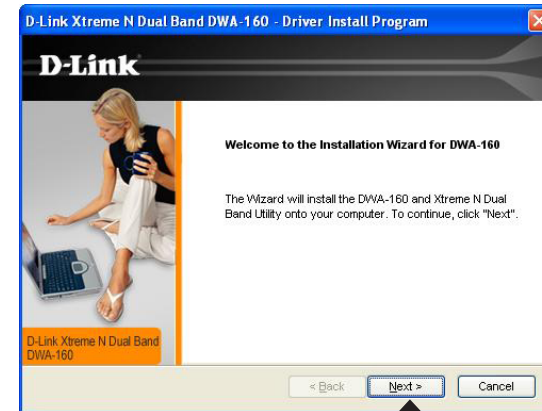 D-Link Xtreme N Dual Band DWA-160 - Driver Install Program
D-Link
Welcome to the Installation Wizard for DWA-160
The Wizard will install the DWA-160 and Xtreme N Dual
Band Utility onto your computer. To continue, click "Next".
D-Link Xtreme N Dual Band
DWA-160
< Back Next > Cancel